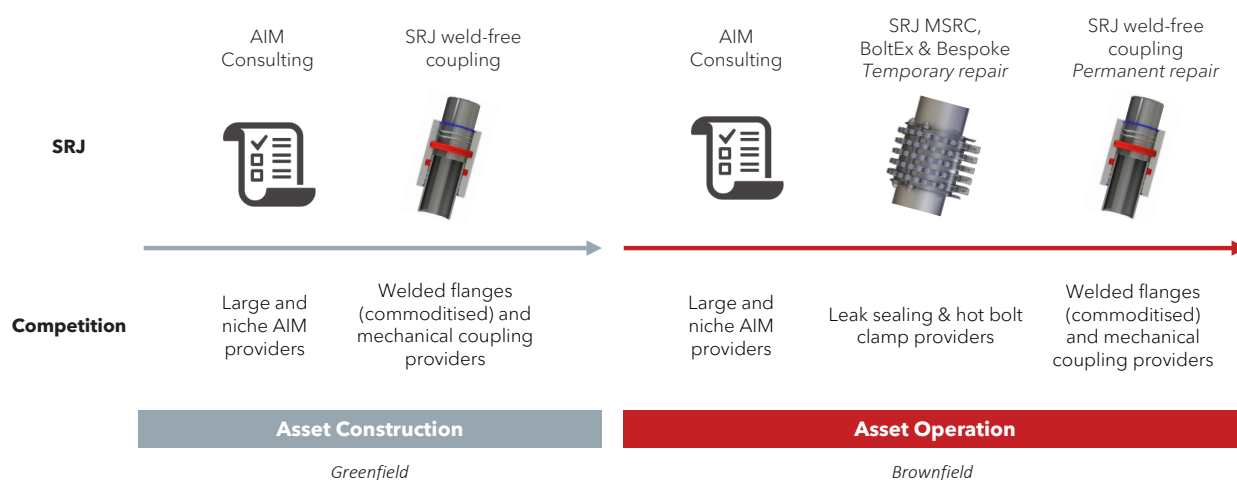 AIM
Consulting
SRJ weld-free
coupling
AIM
Consulting
SRJ MSRC,
BoltEx & Bespoke
Temporary repair
SRJ weld-free
coupling
Permanent repair
SRJ
Competition
Large and
niche AIM
providers
Welded flanges
(commoditised) and
mechanical coupling
providers
Large and
niche AIM
providers
Leak sealing & hot bolt
clamp providers
Welded flanges
(commoditised)
and mechanical
coupling providers
Asset Construction
Asset Operation
Greenfield
Brownfield